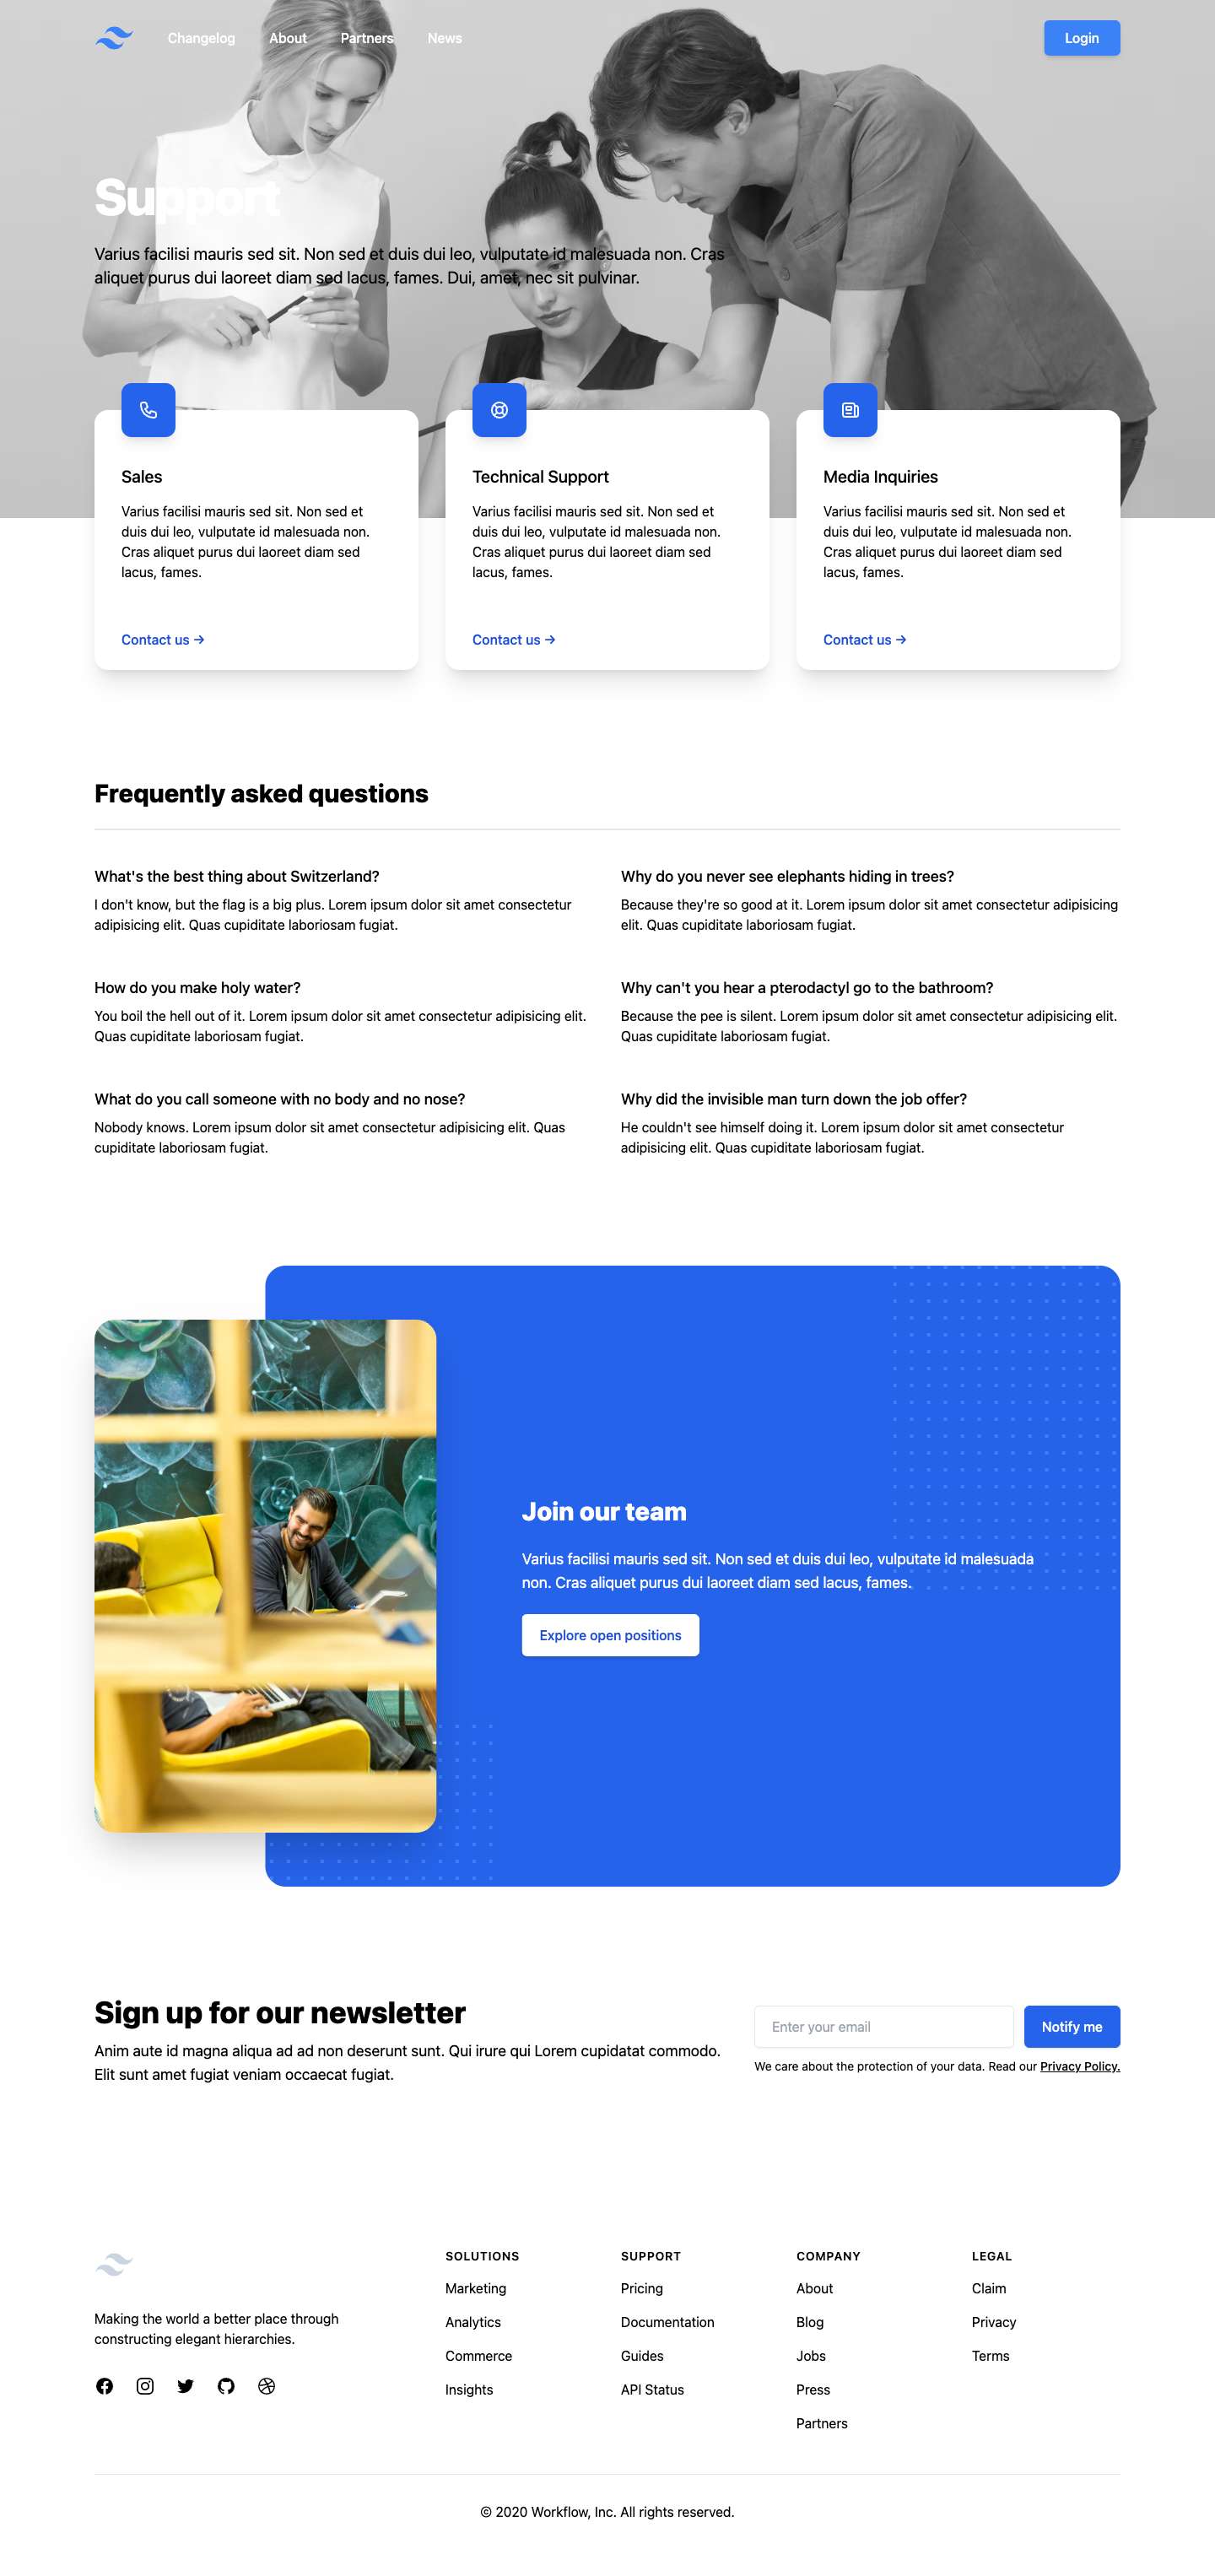 Changelog About Partners News Login
Support
Varius facilisi mauris sed sit. Non sed et duis dui leo, vulputate id malesuada non. Cras
aliquet purus dui laoreet diam sed lacus, fames. Dui, amet, nec sit pulvinar.
Sales
Varius facilisi mauris sed sit. Non sed et
duis dui leo, vulputate id malesuada non.
Cras aliquet purus dui laoreet diam sed
lacus, fames.
Contact us →
Technical Support
Varius facilisi mauris sed sit. Non sed et
duis dui leo, vulputate id malesuada non.
Cras aliquet purus dui laoreet diam sed
lacus, fames.
Contact us →
Media Inquiries
Varius facilisi mauris sed sit. Non sed et
duis dui leo, vulputate id malesuada non.
Cras aliquet purus dui laoreet diam sed
lacus, fames.
Contact us →
Frequently asked questions
What's the best thing about Switzerland?
I don't know, but the flag is a big plus. Lorem ipsum dolor sit amet consectetur
adipisicing elit. Quas cupiditate laboriosam fugiat.
Why do you never see elephants hiding in trees?
Because they're so good at it. Lorem ipsum dolor sit amet consectetur adipisicing
elit. Quas cupiditate laboriosam fugiat.
How do you make holy water?
You boil the hell out of it. Lorem ipsum dolor sit amet consectetur adipisicing elit.
Quas cupiditate laboriosam fugiat.
Why can't you hear a pterodactyl go to the bathroom?
Because the pee is silent. Lorem ipsum dolor sit amet consectetur adipisicing elit.
Quas cupiditate laboriosam fugiat.
What do you call someone with no body and no nose?
Nobody knows. Lorem ipsum dolor sit amet consectetur adipisicing elit. Quas
cupiditate laboriosam fugiat.
Why did the invisible man turn down the job offer?
He couldn't see himself doing it. Lorem ipsum dolor sit amet consectetur
adipisicing elit. Quas cupiditate laboriosam fugiat.
Join our team
Varius facilisi mauris sed sit. Non sed et duis dui leo, vulputate id malesuada
non. Cras aliquet purus dui laoreet diam sed lacus, fames.
Explore open positions
Sign up for our newsletter
Anim aute id magna aliqua ad ad non deserunt sunt. Qui irure qui Lorem cupidatat commodo.
Elit sunt amet fugiat veniam occaecat fugiat.
Enter your email
Notify me
We care about the protection of your data. Read our Privacy Policy.
Making the world a better place through
constructing elegant hierarchies.
SOLUTIONS
Marketing
Analytics
Commerce
Insights
SUPPORT
Pricing
Documentation
Guides
API Status
COMPANY
About
Blog
Jobs
Press
Partners
LEGAL
Claim
Privacy
Terms
© 2020 Workflow, Inc. All rights reserved.